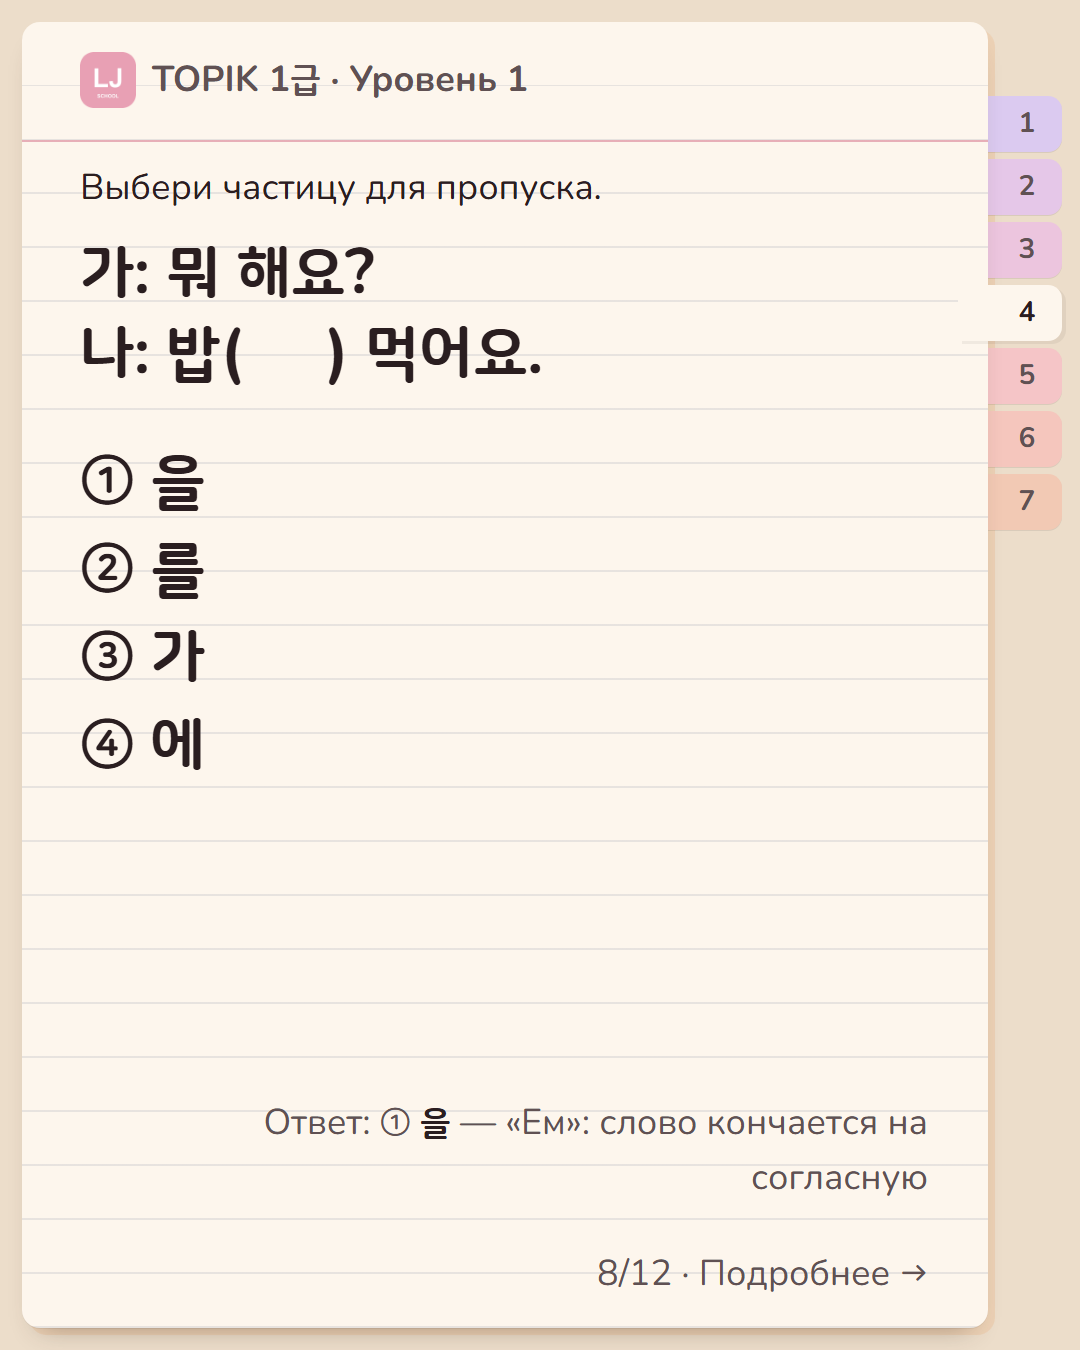 LJ
SCHOOL
TOPIK 1급 · Уровень 1
Выбери частицу для пропуска.
가: 뭐 해요?
나: 밥( ) 먹어요.
① 을
② 를
③ 가
④ 에
Ответ: ① 을 — «Ем»: слово кончается на
согласную
8/12 · Подробнее →
1
2
3
4
5
6
7